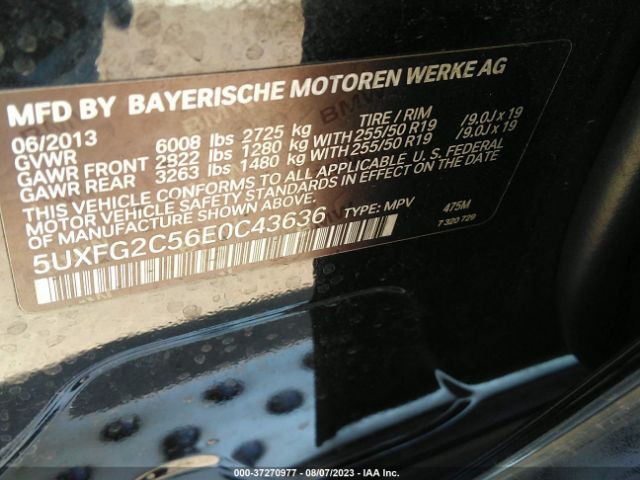 MFD BY BAYERISCHE MOTOREN WERKE AG
06/2013
GVWR 6008 lbs 2725 kg TIRE / RIM
GAWR FRONT 2922 lbs 1280 kg WITH 255/50 R19 /9.0J x 19
GAWR REAR 3263 lbs 1480 kg WITH 255/50 R19 /9.0J x 19
THIS VEHICLE CONFORMS TO ALL APPLICABLE U.S. FEDERAL
MOTOR VEHICLE SAFETY STANDARDS IN EFFECT ON THE DATE
OF MANUFACTURE SHOWN ABOVE.
5UXFG2C56E0C43636 TYPE: MPV 475M
7 320 729
000-37270977 - 08/07/2023 - IAA Inc.